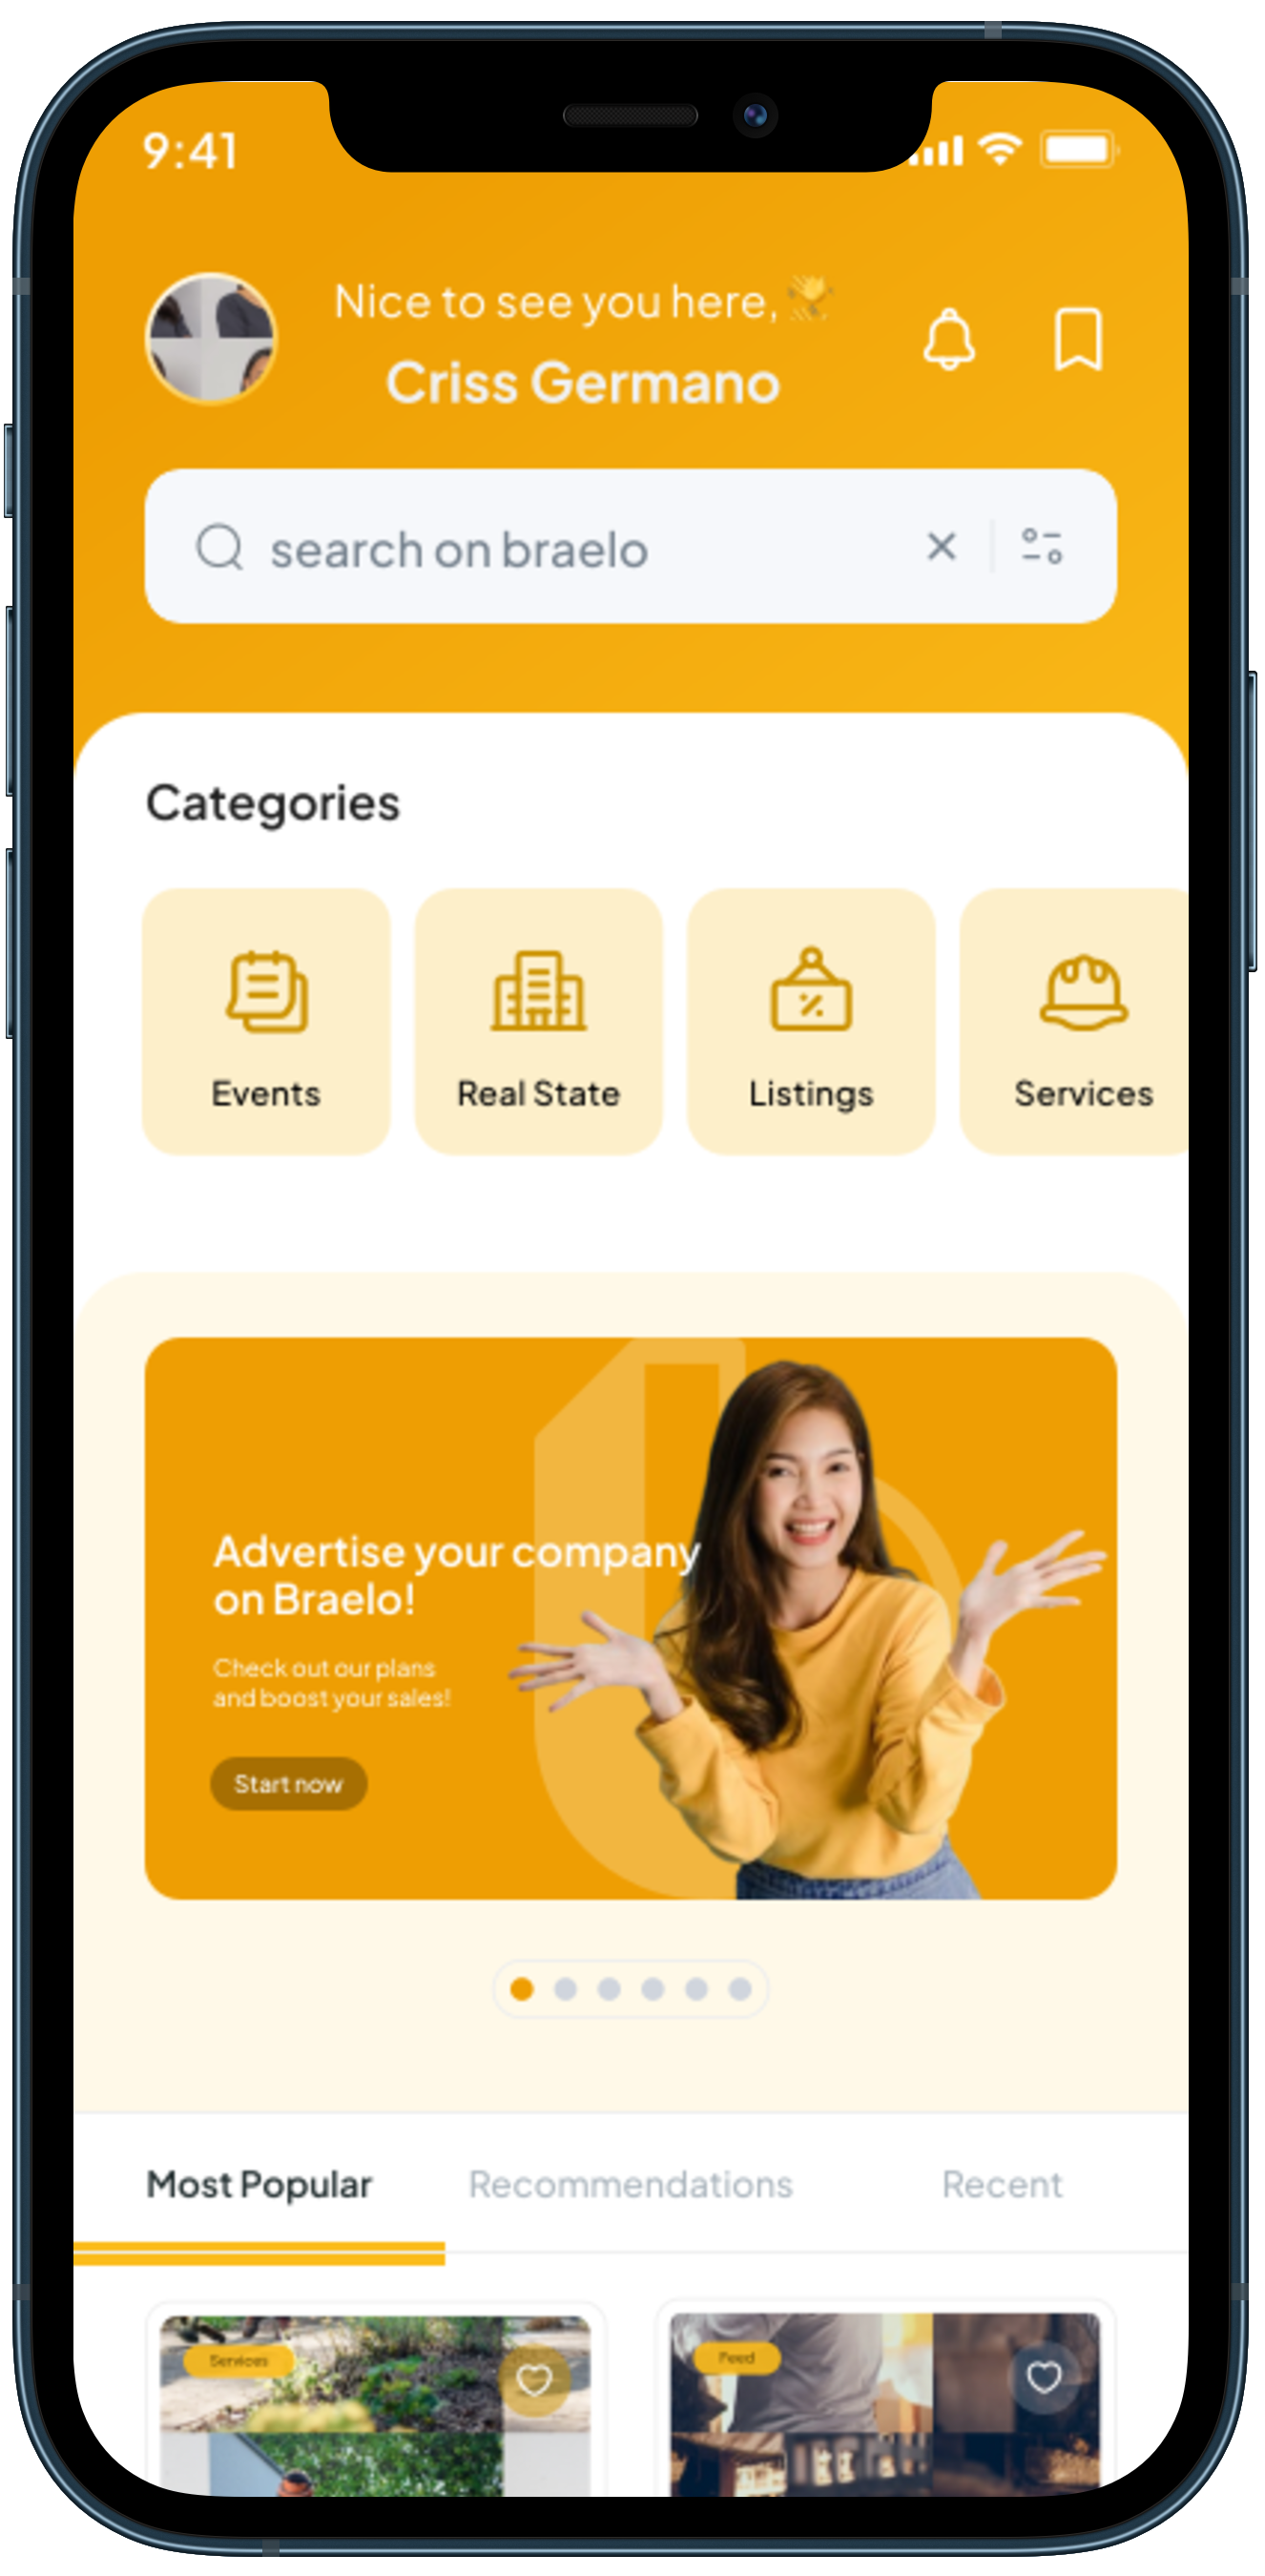 9:41
Nice to see you here,
Criss Germano
search on braelo
Categories
Events
Real State
Listings
Services
Advertise your company
on Braelo!
Check out our plans
and boost your sales!
Start now
Most Popular
Recommendations
Recent
Services
Feed